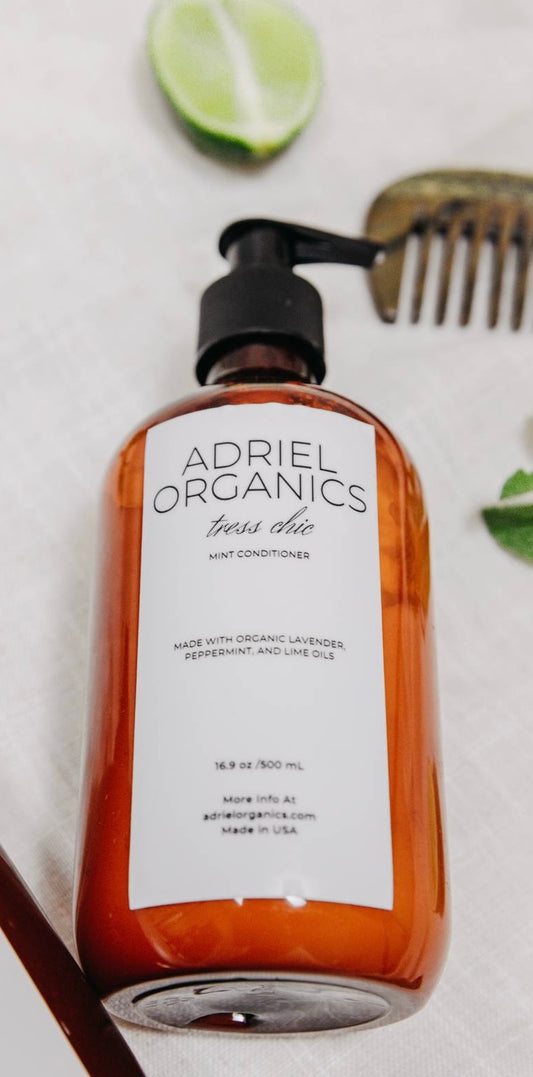 ADRIEL
ORGANICS
tress chic
MINT CONDITIONER
MADE WITH ORGANIC LAVENDER,
PEPPERMINT, AND LIME OILS
16.9 oz /500 mL
More Info At
adrielorganics.com
Made in USA